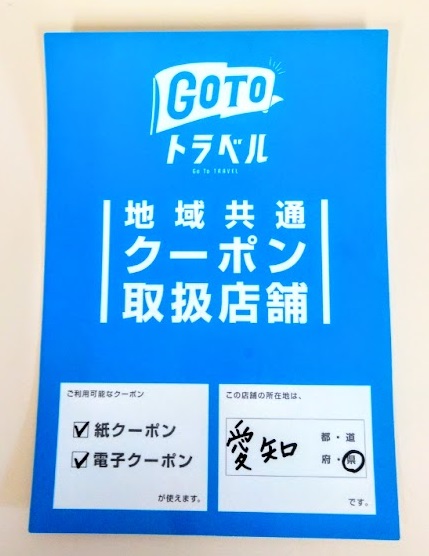 GOTO
トラベル
Go To TRAVEL
地域共通
クーポン
取扱店舗
ご利用可能なクーポン
紙クーポン
電子クーポン
が使えます。
この店舗の所在地は、
愛知 都・道
府・県
です。